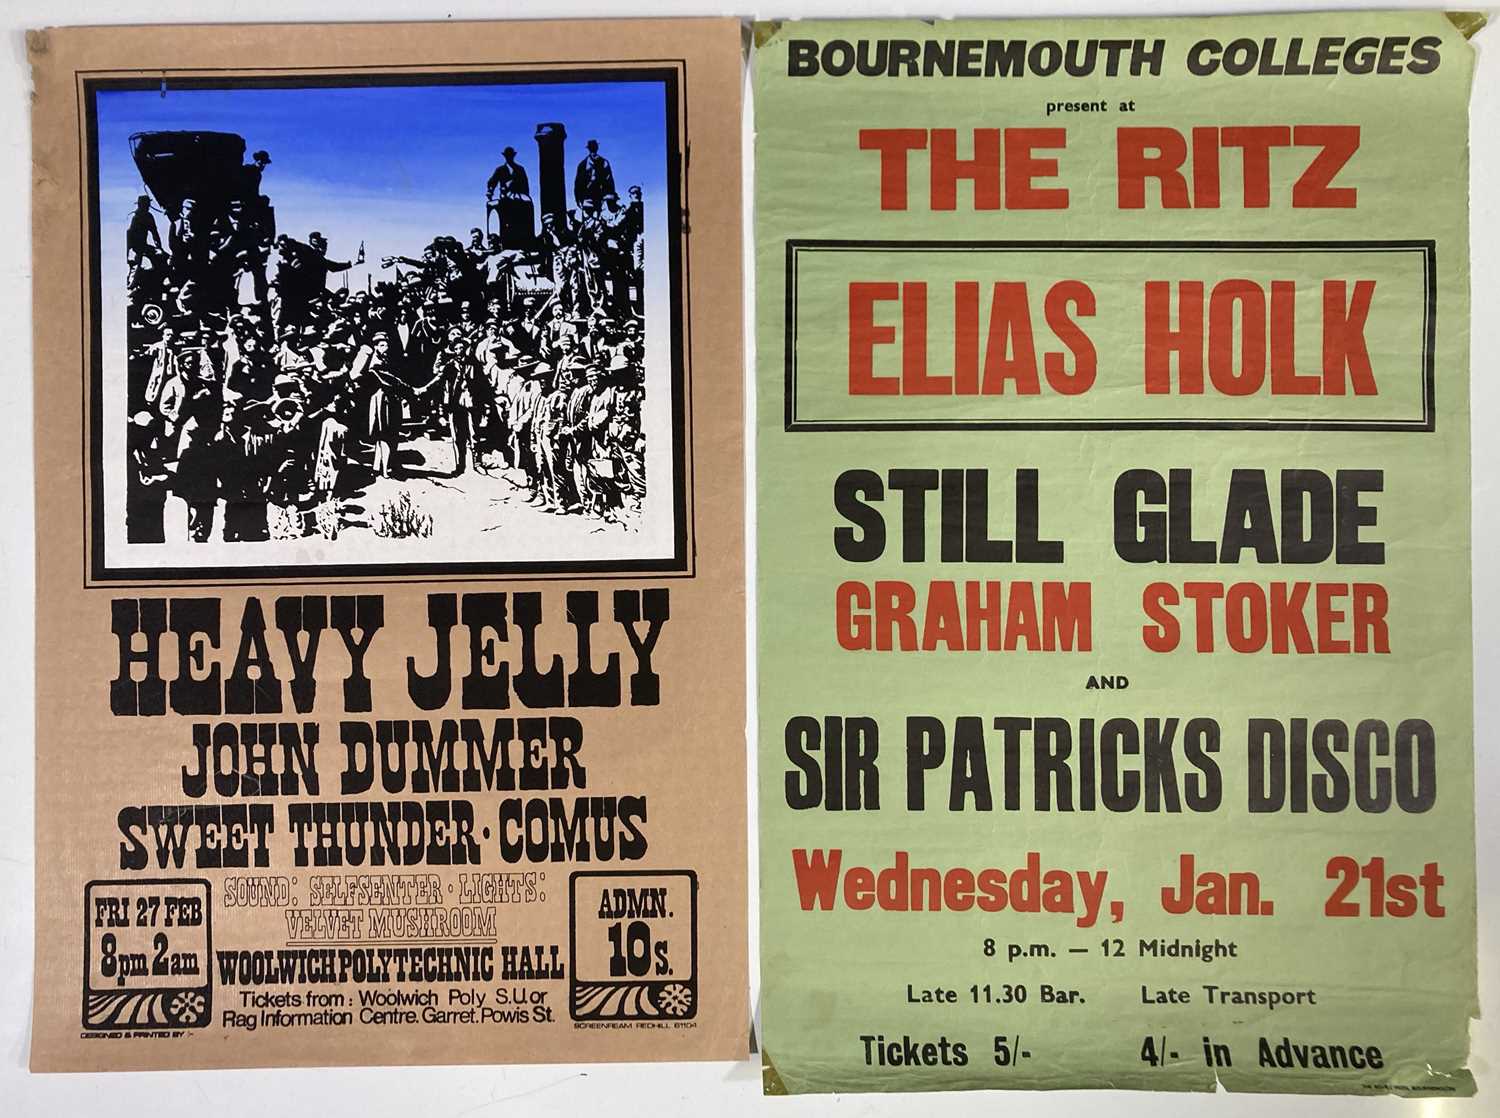 HEAVY JELLY
JOHN DUMMER
SWEET THUNDER · COMUS
SOUND: SELFSENTER · LIGHTS:
VELVET MUSHROOM
FRI 27 FEB
8pm 2am
WOOLWICH POLYTECHNIC HALL
Tickets from: Woolwich Poly S.U. or
Rag Information Centre. Garret. Powis St.
ADMN.
10s.
DESIGNED & PRINTED BY :-
SCREENREAM REDHILL 61104
BOURNEMOUTH COLLEGES
present at
THE RITZ
ELIAS HOLK
STILL GLADE
GRAHAM STOKER
AND
SIR PATRICKS DISCO
Wednesday, Jan. 21st
8 p.m. — 12 Midnight
Late 11.30 Bar. Late Transport
Tickets 5/- 4/- in Advance